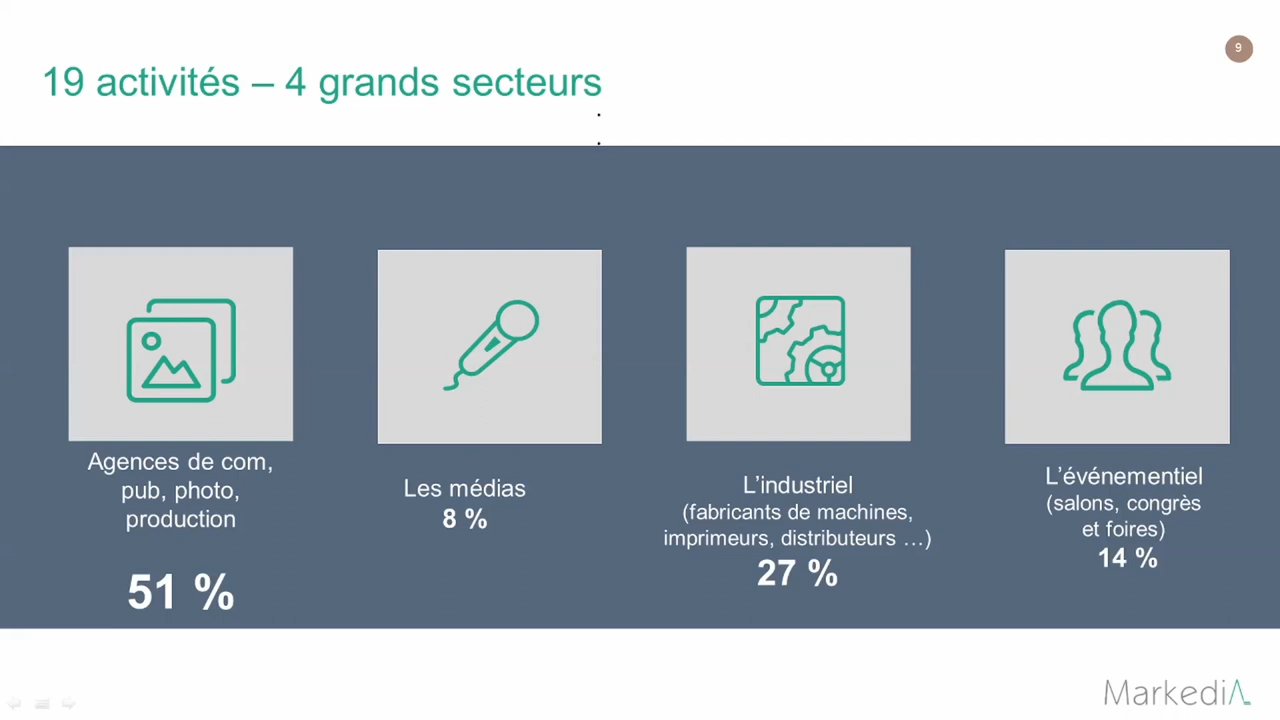 9
19 activités – 4 grands secteurs
:
Agences de com,
pub, photo,
production
51 %
Les médias
8 %
L’industriel
(fabricants de machines,
imprimeurs, distributeurs …)
27 %
L’événementiel
(salons, congrès
et foires)
14 %
MarkediA